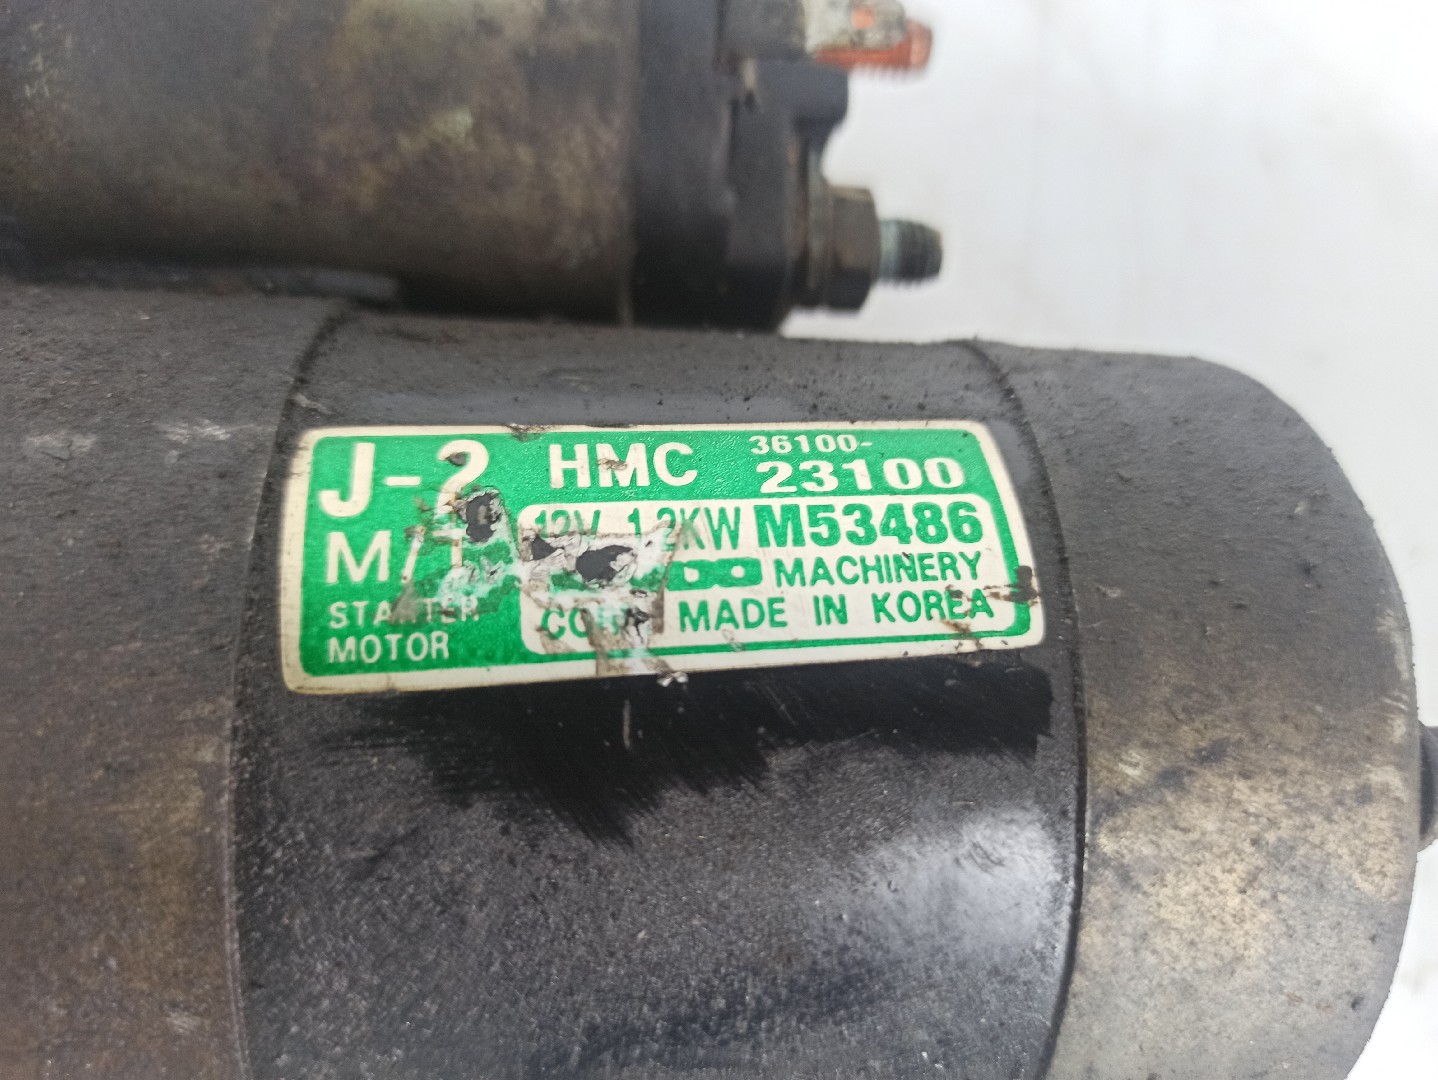 J-2 HMC 36100-
23100
M/T 12V 1.2KW M53486
MACHINERY
STARTER MADE IN KOREA
MOTOR